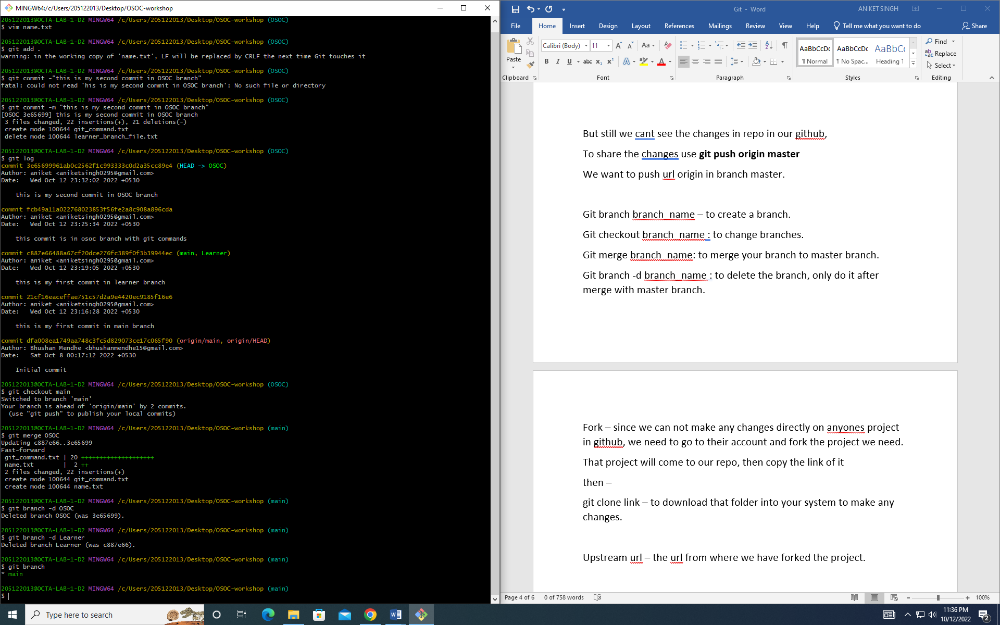 MINGW64:/c/Users/205122013/Desktop/OSOC-workshop
205122013@OCTA-LAB-1-D2 MINGW64 /c/Users/205122013/Desktop/OSOC-workshop (OSOC)
$ vim name.txt
205122013@OCTA-LAB-1-D2 MINGW64 /c/Users/205122013/Desktop/OSOC-workshop (OSOC)
$ git add .
warning: in the working copy of 'name.txt', LF will be replaced by CRLF the next time Git touches it
205122013@OCTA-LAB-1-D2 MINGW64 /c/Users/205122013/Desktop/OSOC-workshop (OSOC)
$ git commit -"this is my second commit in OSOC branch"
fatal: could not read 'his is my second commit in OSOC branch': No such file or directory
205122013@OCTA-LAB-1-D2 MINGW64 /c/Users/205122013/Desktop/OSOC-workshop (OSOC)
$ git commit -m "this is my second commit in OSOC branch"
[OSOC 3e65699] this is my second commit in OSOC branch
3 files changed, 22 insertions(+), 21 deletions(-)
create mode 100644 git_command.txt
delete mode 100644 learner_branch_file.txt
205122013@OCTA-LAB-1-D2 MINGW64 /c/Users/205122013/Desktop/OSOC-workshop (OSOC)
$ git log
commit 3e65699961ab0c2562f1c993333c0d2a35cc89e4 (HEAD -> OSOC)
Author: aniket <aniketsingh0295@gmail.com>
Date:   Wed Oct 12 23:32:02 2022 +0530
this is my second commit in OSOC branch
commit fcb49a11a022768023853f56fe2a8c908a896cda
Author: aniket <aniketsingh0295@gmail.com>
Date:   Wed Oct 12 23:25:34 2022 +0530
this commit is in osoc branch with git commands
commit c887e66488a67cf20dce276fc389f0f3b39944ec (main, Learner)
Author: aniket <aniketsingh0295@gmail.com>
Date:   Wed Oct 12 23:19:05 2022 +0530
this is my first commit in learner branch
commit 21cf16eaceffae751c57d2a9e4420ec9185f16e6
Author: aniket <aniketsingh0295@gmail.com>
Date:   Wed Oct 12 23:16:28 2022 +0530
this is my first commit in main branch
commit dfa008ea1749aa748c3fc5d829073ce17c065f90 (origin/main, origin/HEAD)
Author: Bhushan Mendhe <bhushanmendhe15@gmail.com>
Date:   Sat Oct 8 00:17:12 2022 +0530
Initial commit
205122013@OCTA-LAB-1-D2 MINGW64 /c/Users/205122013/Desktop/OSOC-workshop (OSOC)
$ git checkout main
Switched to branch 'main'
Your branch is ahead of 'origin/main' by 2 commits.
(use "git push" to publish your local commits)
205122013@OCTA-LAB-1-D2 MINGW64 /c/Users/205122013/Desktop/OSOC-workshop (main)
$ git merge OSOC
Updating c887e66..3e65699
Fast-forward
git_command.txt | 20 ++++++++++++++++++++
name.txt        |  2 ++
2 files changed, 22 insertions(+)
create mode 100644 git_command.txt
create mode 100644 name.txt
205122013@OCTA-LAB-1-D2 MINGW64 /c/Users/205122013/Desktop/OSOC-workshop (main)
$ git branch -d OSOC
Deleted branch OSOC (was 3e65699).
205122013@OCTA-LAB-1-D2 MINGW64 /c/Users/205122013/Desktop/OSOC-workshop (main)
$ git branch -d Learner
Deleted branch Learner (was c887e66).
205122013@OCTA-LAB-1-D2 MINGW64 /c/Users/205122013/Desktop/OSOC-workshop (main)
$ git branch
* main
205122013@OCTA-LAB-1-D2 MINGW64 /c/Users/205122013/Desktop/OSOC-workshop (main)
$
Git - Word
ANIKET SINGH
File Home Insert Design Layout References Mailings Review View Help Tell me what you want to do Share
Paste
Calibri (Body) 11
Aa
B I U abc x₂ x² A ab A
AaBbCcDc AaBbCcDc AaBbCc
¶ Normal ¶ No Spac... Heading 1
Find
Replace
Select
Clipboard Font Paragraph Styles Editing
But still we cant see the changes in repo in our github,
To share the changes use git push origin master
We want to push url origin in branch master.
Git branch branch_name – to create a branch.
Git checkout branch_name : to change branches.
Git merge branch_name: to merge your branch to master branch.
Git branch -d branch_name : to delete the branch, only do it after
merge with master branch.
Fork – since we can not make any changes directly on anyones project
in github, we need to go to their account and fork the project we need.
That project will come to our repo, then copy the link of it
then –
git clone link – to download that folder into your system to make any
changes.
Upstream url – the url from where we have forked the project.
Page 4 of 6 0 of 758 words
100%
Type here to search
11:36 PM
10/12/2022
2